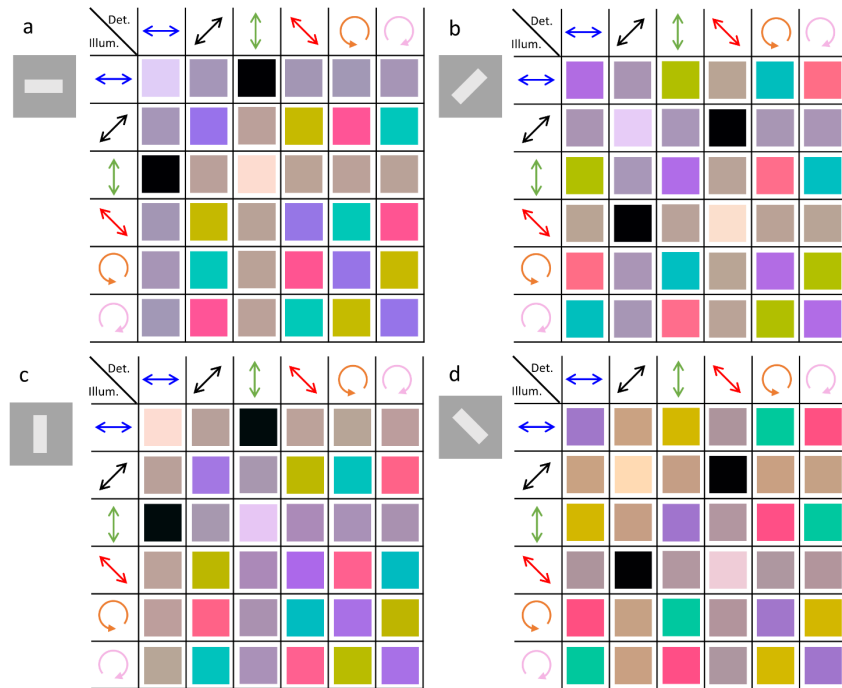 a
Det.
Illum.
b
Det.
Illum.
c
Det.
Illum.
d
Det.
Illum.